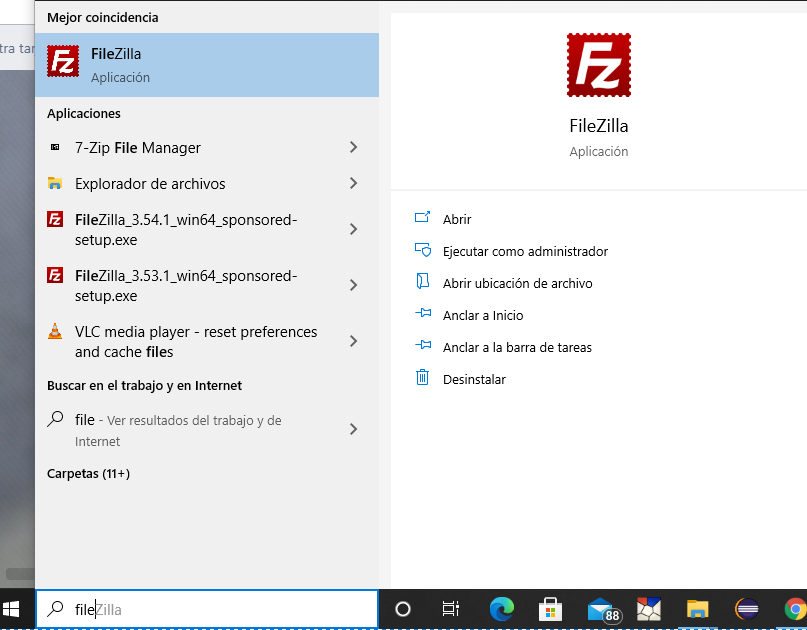 Mejor coincidencia
tra tar
FileZilla
Aplicación
Aplicaciones
7-Zip File Manager
Explorador de archivos
FileZilla_3.54.1_win64_sponsored-
setup.exe
FileZilla_3.53.1_win64_sponsored-
setup.exe
VLC media player - reset preferences
and cache files
Buscar en el trabajo y en Internet
file - Ver resultados del trabajo y de
Internet
Carpetas (11+)
fileZilla
Fz
FileZilla
Aplicación
Abrir
Ejecutar como administrador
Abrir ubicación de archivo
Anclar a Inicio
Anclar a la barra de tareas
Desinstalar
88